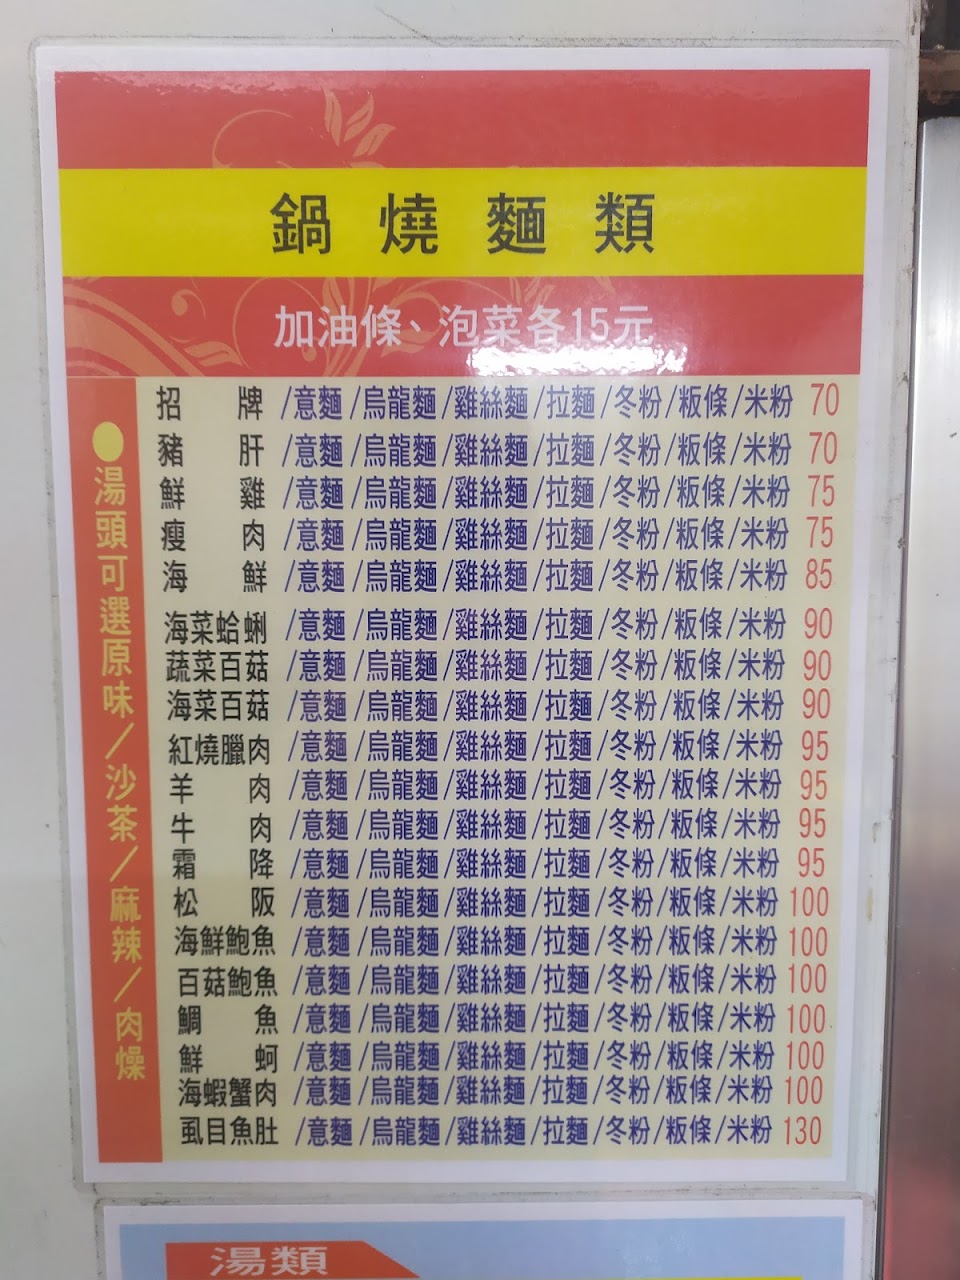 鍋燒麵類
加油條、泡菜各15元
●湯頭可選原味/沙茶/麻辣/肉燥
招牌 /意麵/烏龍麵/雞絲麵/拉麵/冬粉/粄條/米粉 70
豬肝 /意麵/烏龍麵/雞絲麵/拉麵/冬粉/粄條/米粉 70
鮮雞 /意麵/烏龍麵/雞絲麵/拉麵/冬粉/粄條/米粉 75
瘦肉 /意麵/烏龍麵/雞絲麵/拉麵/冬粉/粄條/米粉 75
海鮮 /意麵/烏龍麵/雞絲麵/拉麵/冬粉/粄條/米粉 85
海菜蛤蜊 /意麵/烏龍麵/雞絲麵/拉麵/冬粉/粄條/米粉 90
蔬菜百菇 /意麵/烏龍麵/雞絲麵/拉麵/冬粉/粄條/米粉 90
海菜百菇 /意麵/烏龍麵/雞絲麵/拉麵/冬粉/粄條/米粉 90
紅燒臘肉 /意麵/烏龍麵/雞絲麵/拉麵/冬粉/粄條/米粉 95
羊肉 /意麵/烏龍麵/雞絲麵/拉麵/冬粉/粄條/米粉 95
牛肉 /意麵/烏龍麵/雞絲麵/拉麵/冬粉/粄條/米粉 95
霜降 /意麵/烏龍麵/雞絲麵/拉麵/冬粉/粄條/米粉 95
松阪 /意麵/烏龍麵/雞絲麵/拉麵/冬粉/粄條/米粉 100
海鮮鮑魚 /意麵/烏龍麵/雞絲麵/拉麵/冬粉/粄條/米粉 100
百菇鮑魚 /意麵/烏龍麵/雞絲麵/拉麵/冬粉/粄條/米粉 100
鯛魚 /意麵/烏龍麵/雞絲麵/拉麵/冬粉/粄條/米粉 100
鮮蚵 /意麵/烏龍麵/雞絲麵/拉麵/冬粉/粄條/米粉 100
海蝦蟹肉 /意麵/烏龍麵/雞絲麵/拉麵/冬粉/粄條/米粉 100
虱目魚肚 /意麵/烏龍麵/雞絲麵/拉麵/冬粉/粄條/米粉 130
湯類